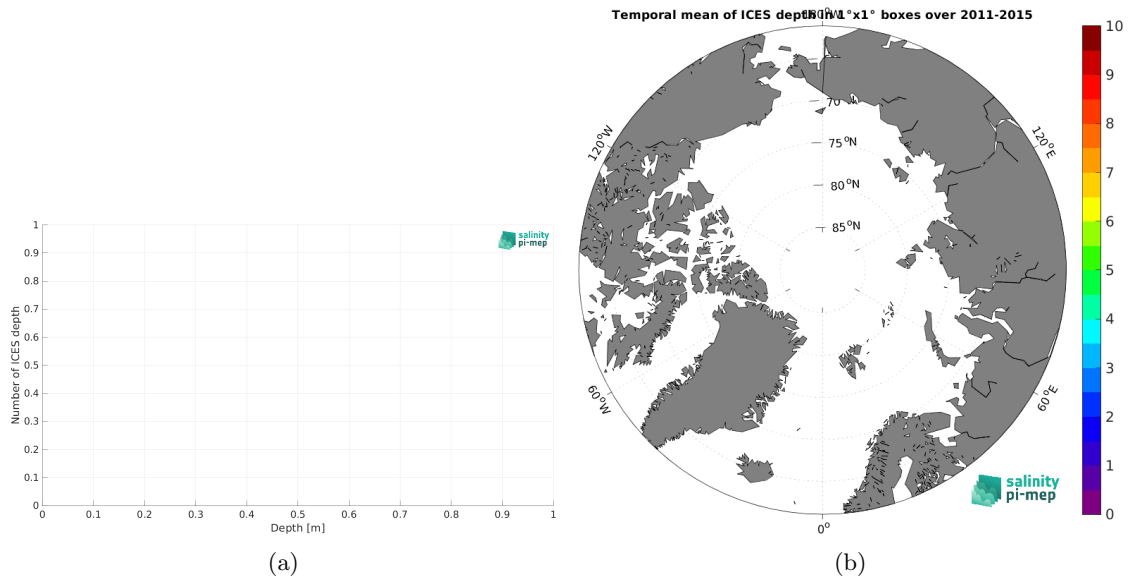 Temporal mean of ICES depth in 1°x1° boxes over 2011-2015
180°W
10
9
8
7
6
5
4
3
2
1
0
120°W
120°E
75°N
80°N
85°N
60°W
60°E
0°
salinity
pi-mep
1
0.9
0.8
0.7
0.6
0.5
0.4
0.3
0.2
0.1
0
Number of ICES depth
salinity
pi-mep
0
0.1
0.2
0.3
0.4
0.5
0.6
0.7
0.8
0.9
1
Depth [m]
(a)
(b)